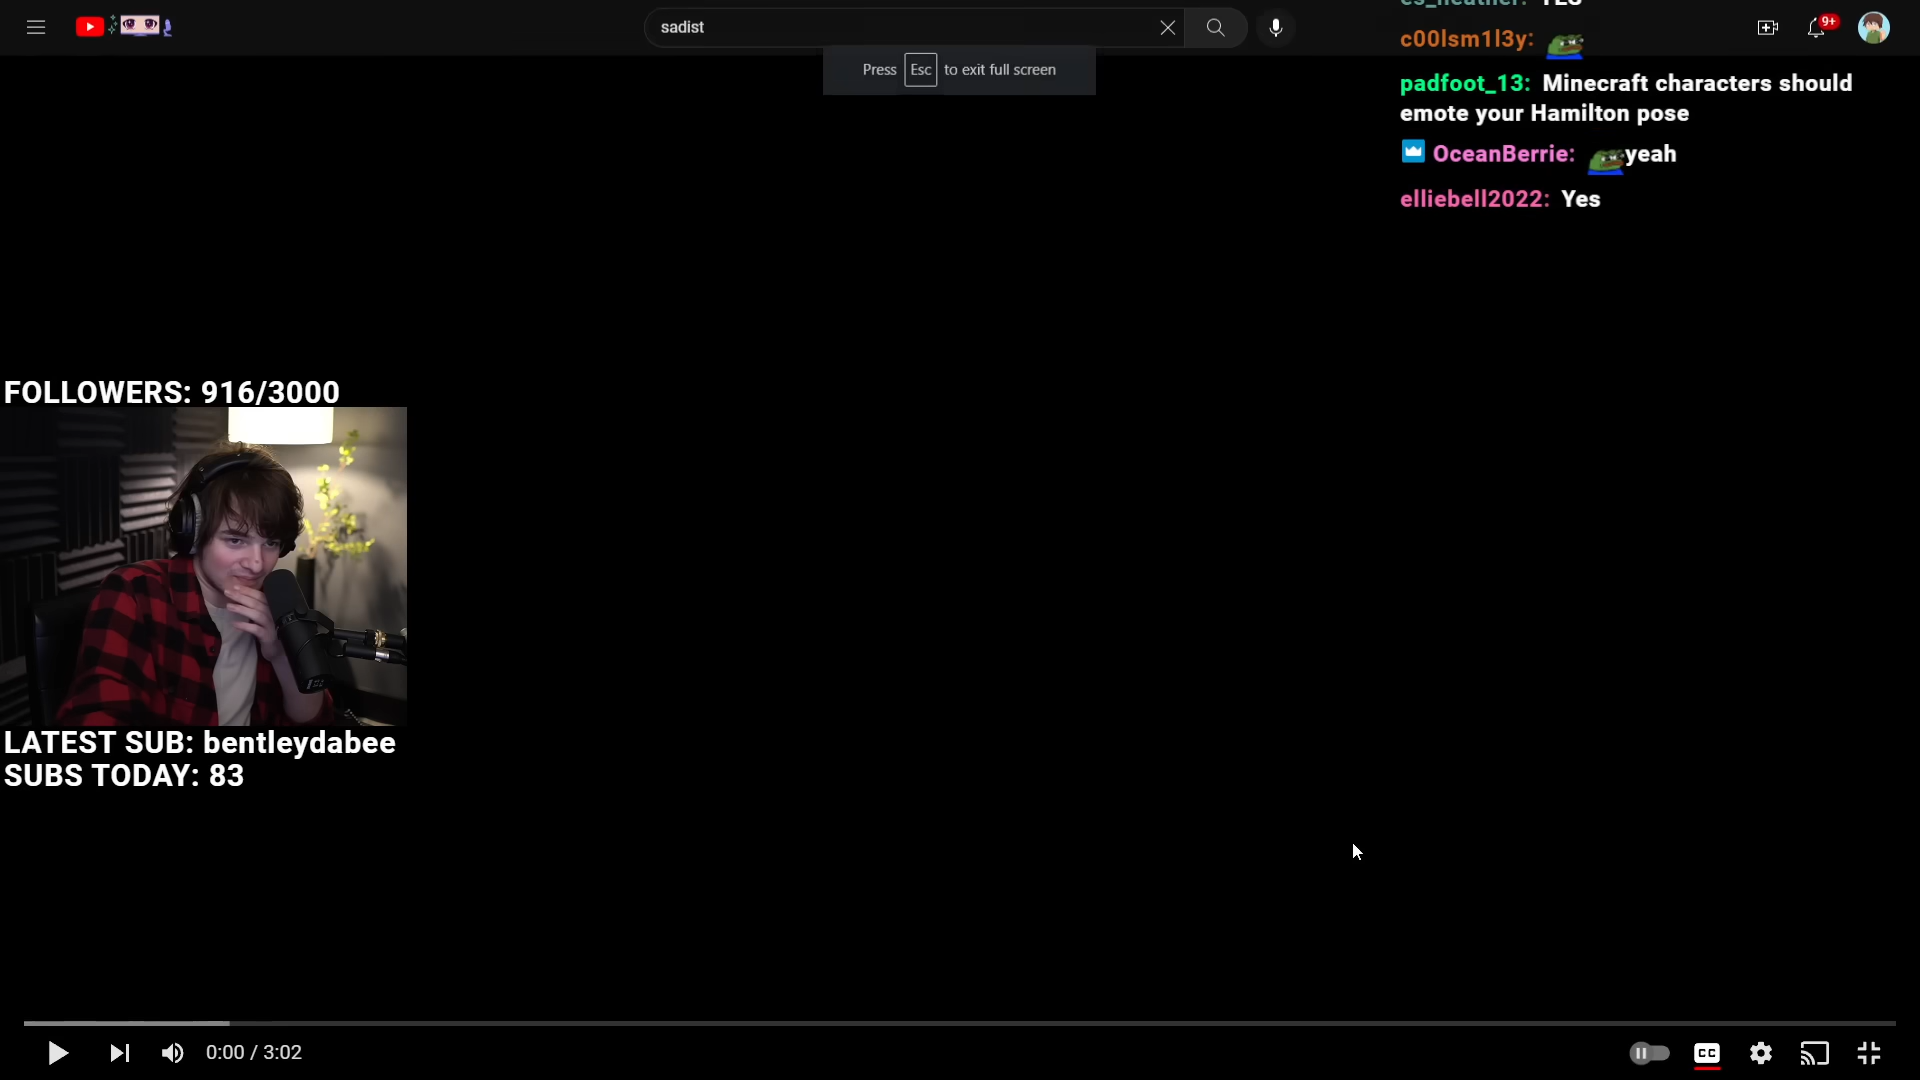 sadist
Press Esc to exit full screen
9+
c00lsm1l3y:
padfoot_13: Minecraft characters should
emote your Hamilton pose
OceanBerrie: yeah
elliebell2022: Yes
FOLLOWERS: 916/3000
LATEST SUB: bentleydabee
SUBS TODAY: 83
0:00 / 3:02
CC